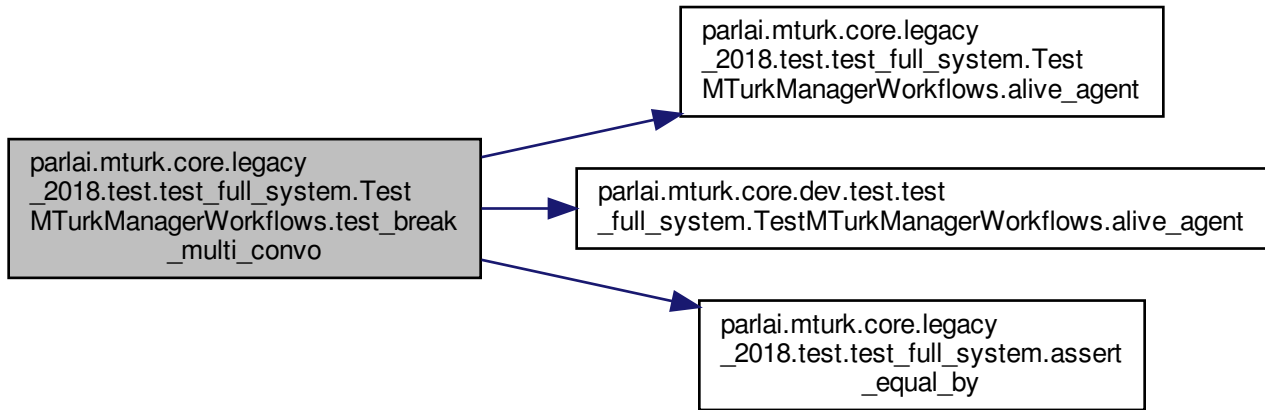 parlai.mturk.core.legacy
_2018.test.test_full_system.Test
MTurkManagerWorkflows.test_break
_multi_convo
parlai.mturk.core.legacy
_2018.test.test_full_system.Test
MTurkManagerWorkflows.alive_agent
parlai.mturk.core.dev.test.test
_full_system.TestMTurkManagerWorkflows.alive_agent
parlai.mturk.core.legacy
_2018.test.test_full_system.assert
_equal_by